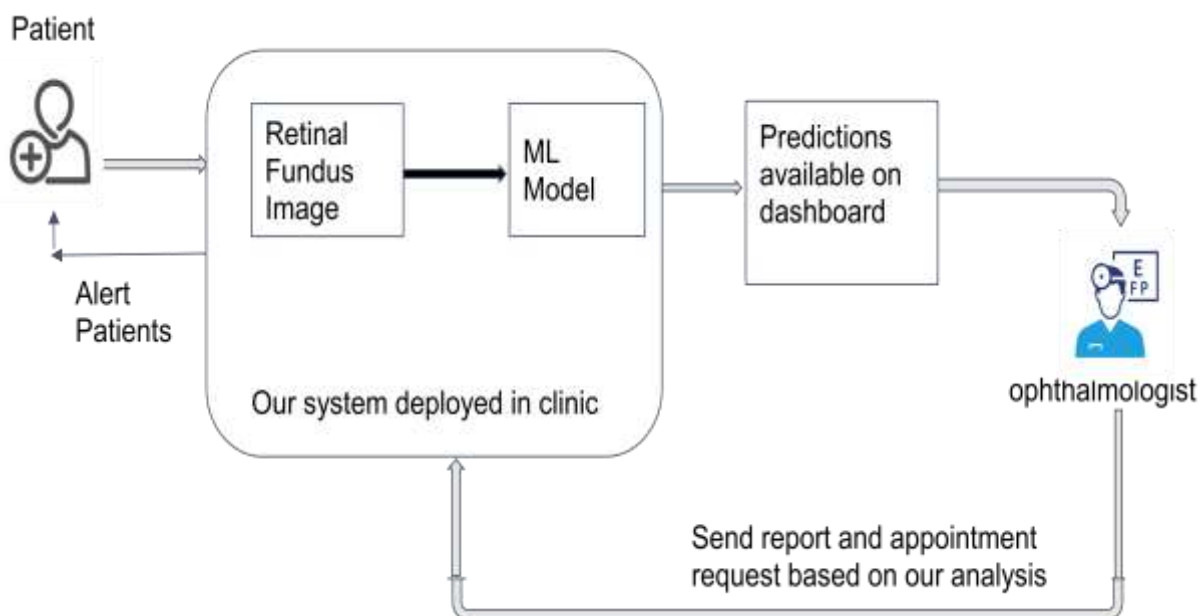 Patient
Retinal
Fundus
Image
ML
Model
Predictions
available on
dashboard
E
FP
Alert
Patients
Our system deployed in clinic
ophthalmologist
Send report and appointment
request based on our analysis